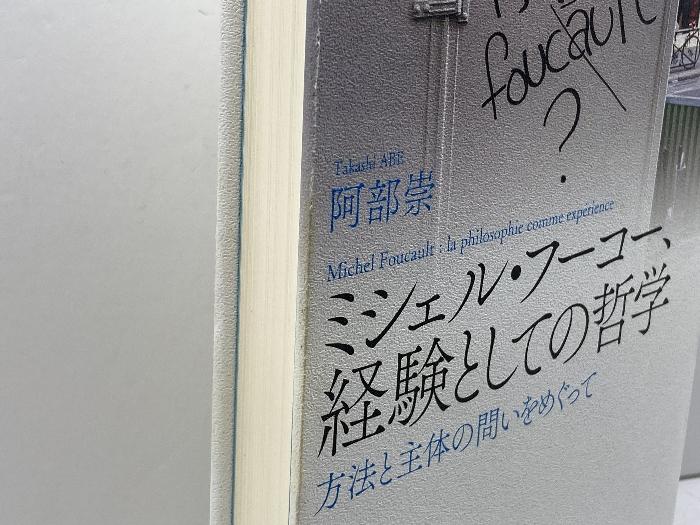 foucault
?
Takashi ABE
阿部崇
Michel Foucault : la philosophie comme expérience
ミシェル・フーコー、
経験としての哲学
方法と主体の問いをめぐって